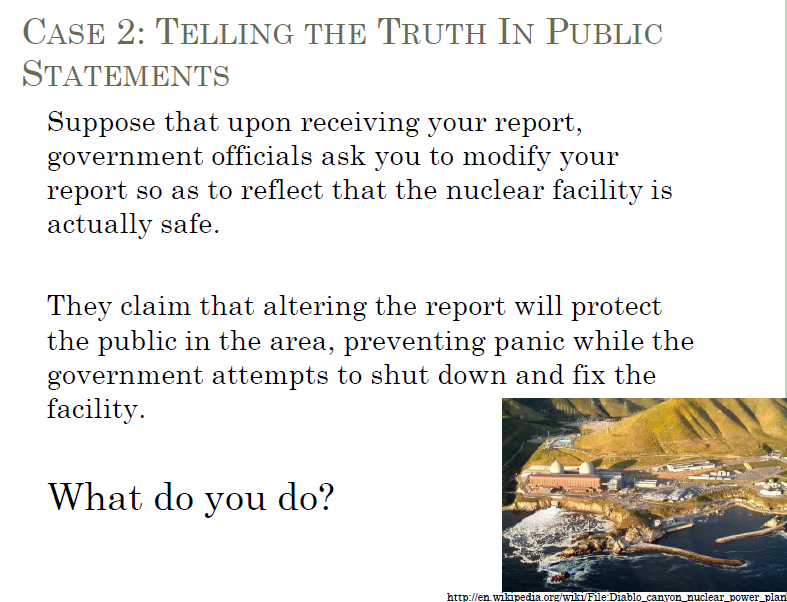 CASE 2: TELLING THE TRUTH IN PUBLIC
STATEMENTS
Suppose that upon receiving your report,
government officials ask you to modify your
report so as to reflect that the nuclear facility is
actually safe.
They claim that altering the report will protect
the public in the area, preventing panic while the
government attempts to shut down and fix the
facility.
What do you do?
http://en.wikipedia.org/wiki/File:Diablo_canyon_nuclear_power_plan